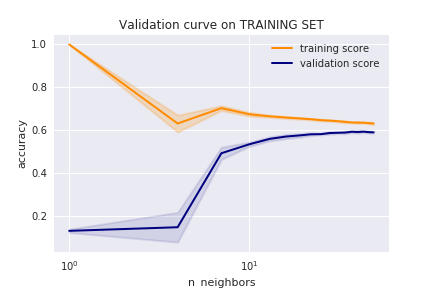 Validation curve on TRAINING SET
training score
validation score
1.0
0.8
0.6
0.4
0.2
accuracy
10⁰
10¹
n neighbors